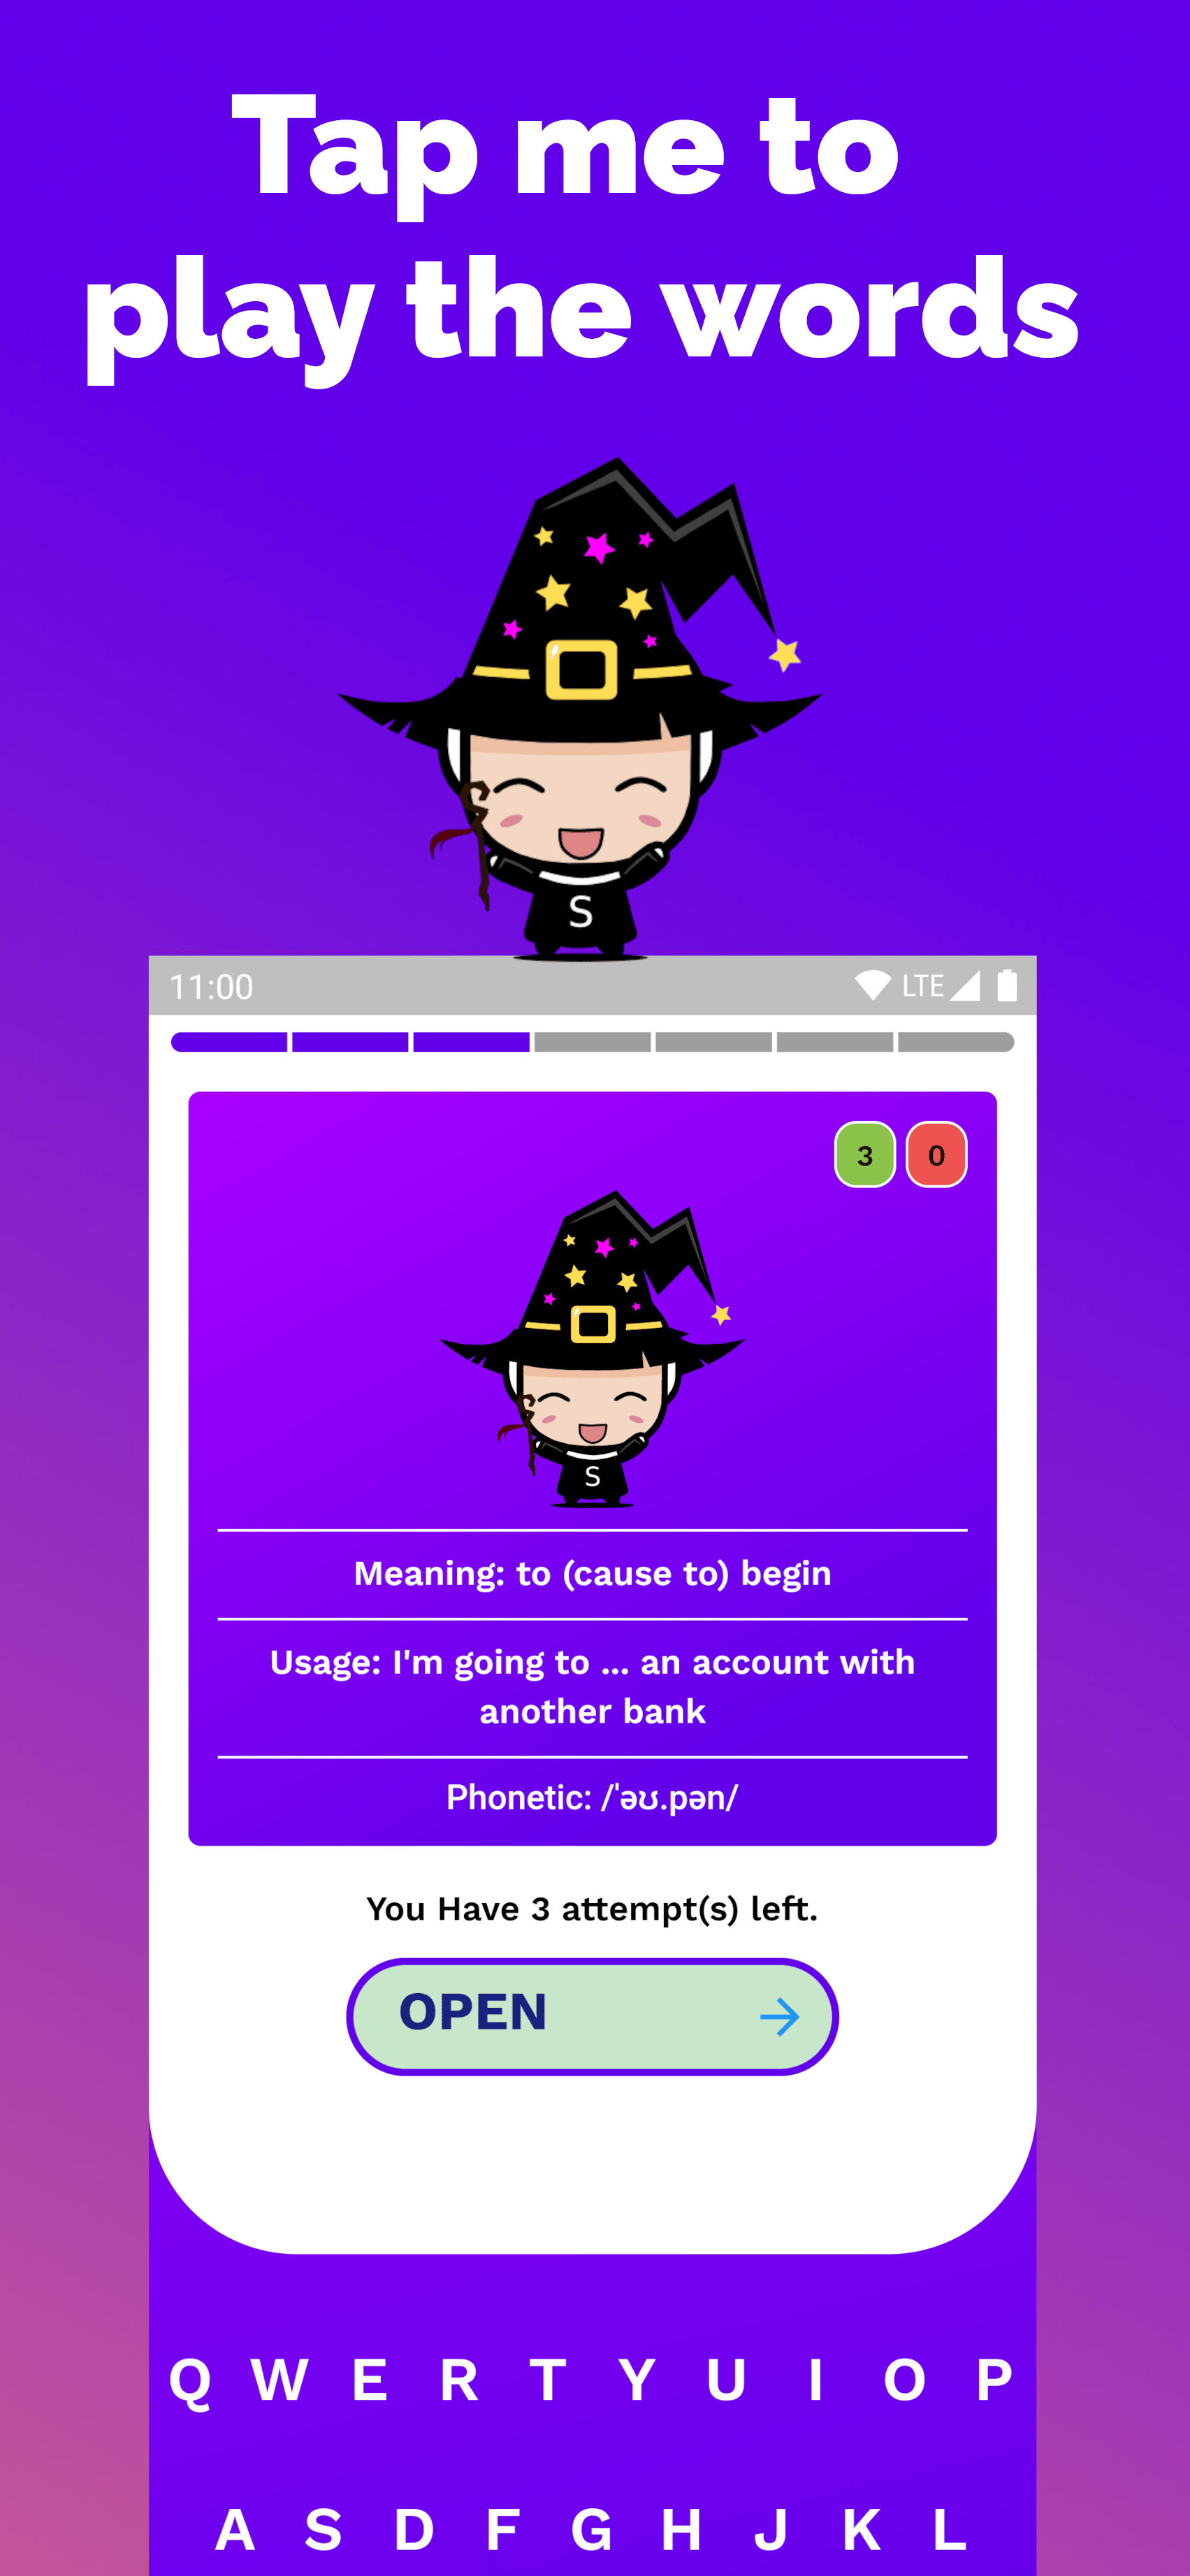 Tap me to
play the words
S
11:00 LTE
3 0
S
Meaning: to (cause to) begin
Usage: I'm going to ... an account with
another bank
Phonetic: /ˈəʊ.pən/
You Have 3 attempt(s) left.
OPEN
Q W E R T Y U I O P
A S D F G H J K L